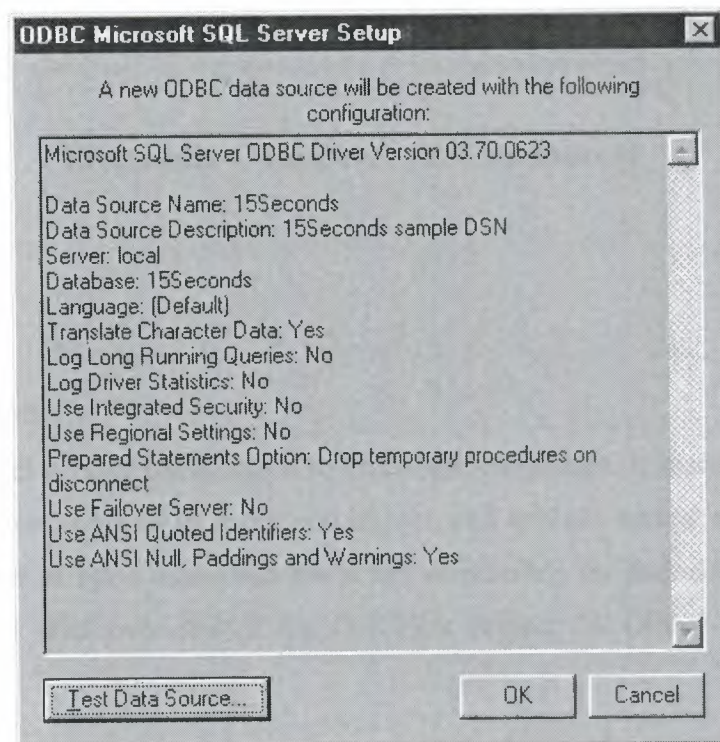 ODBC Microsoft SQL Server Setup
A new ODBC data source will be created with the following
configuration:
Microsoft SQL Server ODBC Driver Version 03.70.0623
Data Source Name: 15Seconds
Data Source Description: 15Seconds sample DSN
Server: local
Database: 15Seconds
Language: (Default)
Translate Character Data: Yes
Log Long Running Queries: No
Log Driver Statistics: No
Use Integrated Security: No
Use Regional Settings: No
Prepared Statements Option: Drop temporary procedures on
disconnect
Use Failover Server: No
Use ANSI Quoted Identifiers: Yes
Use ANSI Null, Paddings and Warnings: Yes
Test Data Source...
OK
Cancel